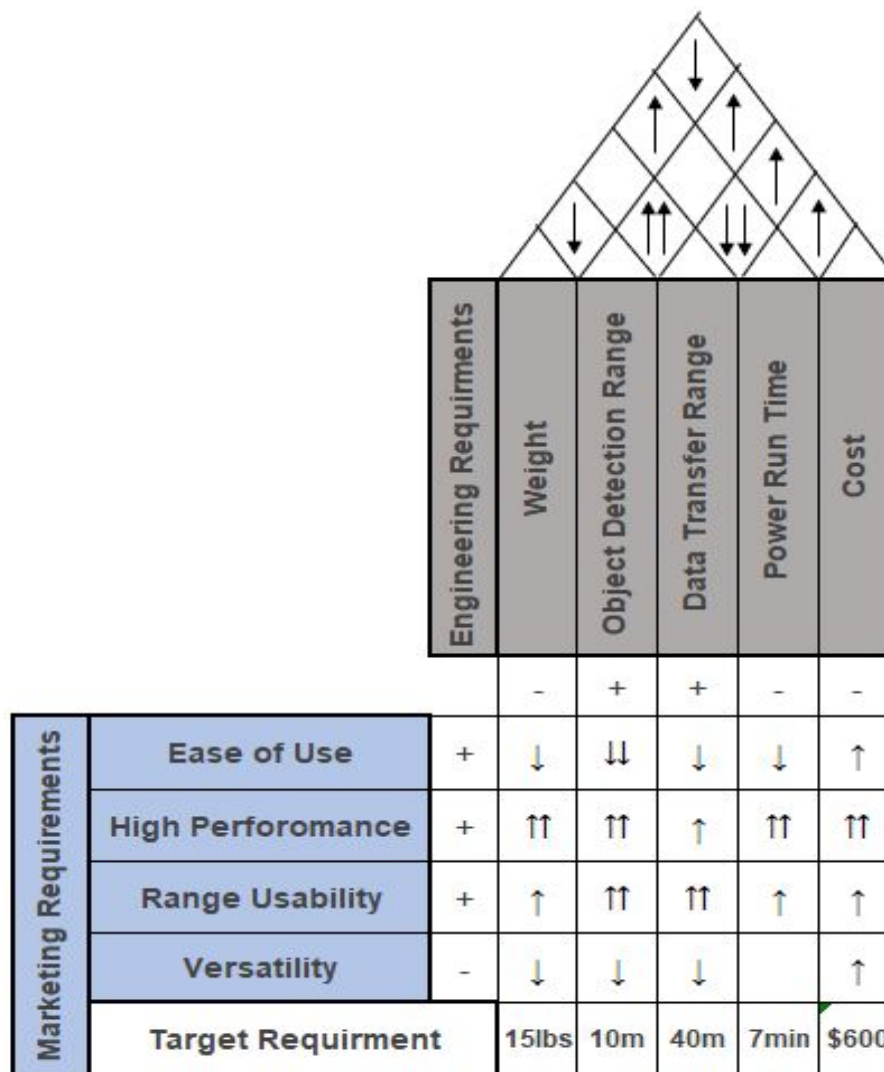 Engineering Requirments
Weight
Object Detection Range
Data Transfer Range
Power Run Time
Cost
- + + - -
Marketing Requirements
Ease of Use + ↓ ↓↓ ↓ ↓ ↑
High Perforomance + ↑↑ ↑↑ ↑ ↑↑ ↑↑
Range Usability + ↑ ↑↑ ↑↑ ↑ ↑
Versatility - ↓ ↓ ↓ ↑
Target Requirment 15lbs 10m 40m 7min $600